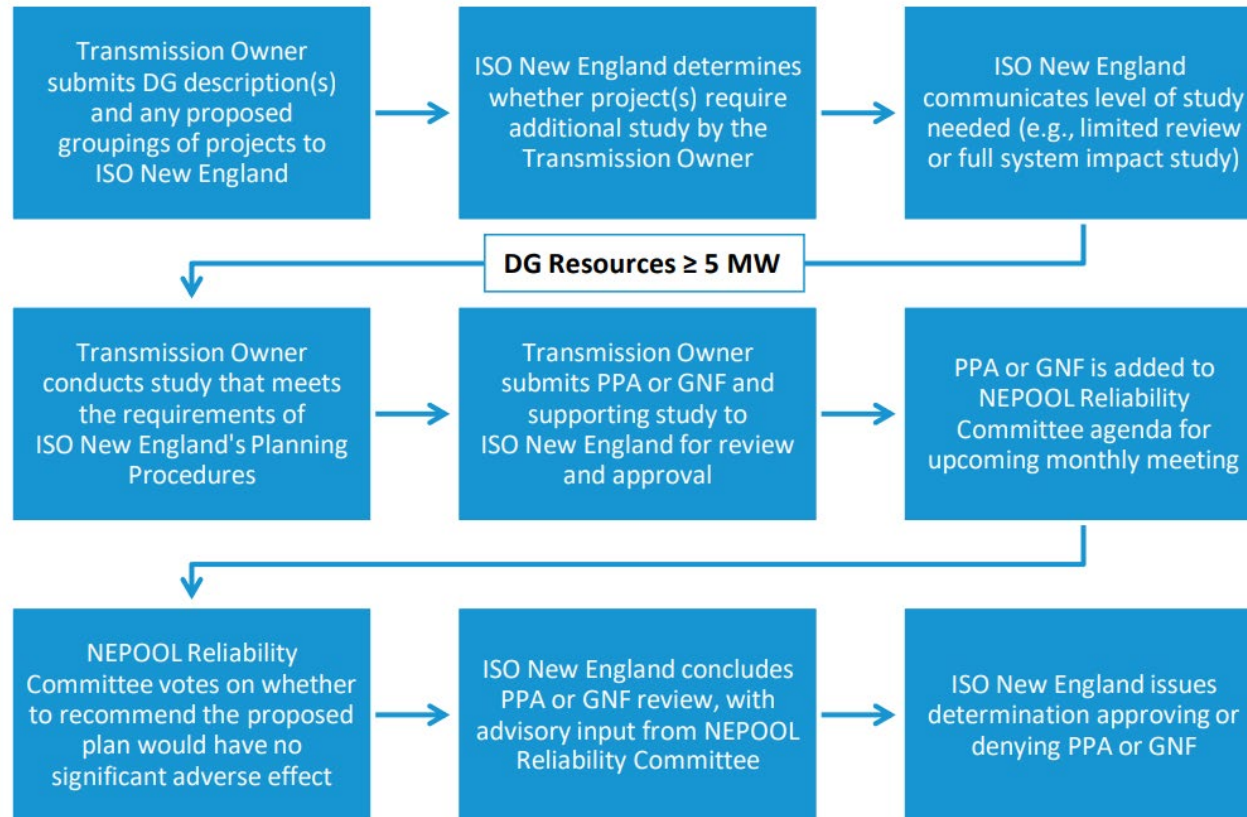 Transmission Owner
submits DG description(s)
and any proposed
groupings of projects to
ISO New England
ISO New England determines
whether project(s) require
additional study by the
Transmission Owner
ISO New England
communicates level of study
needed (e.g., limited review
or full system impact study)
DG Resources ≥ 5 MW
Transmission Owner
conducts study that meets
the requirements of
ISO New England's Planning
Procedures
Transmission Owner
submits PPA or GNF and
supporting study to
ISO New England for review
and approval
PPA or GNF is added to
NEPOOL Reliability
Committee agenda for
upcoming monthly meeting
NEPOOL Reliability
Committee votes on whether
to recommend the proposed
plan would have no
significant adverse effect
ISO New England concludes
PPA or GNF review, with
advisory input from NEPOOL
Reliability Committee
ISO New England issues
determination approving or
denying PPA or GNF